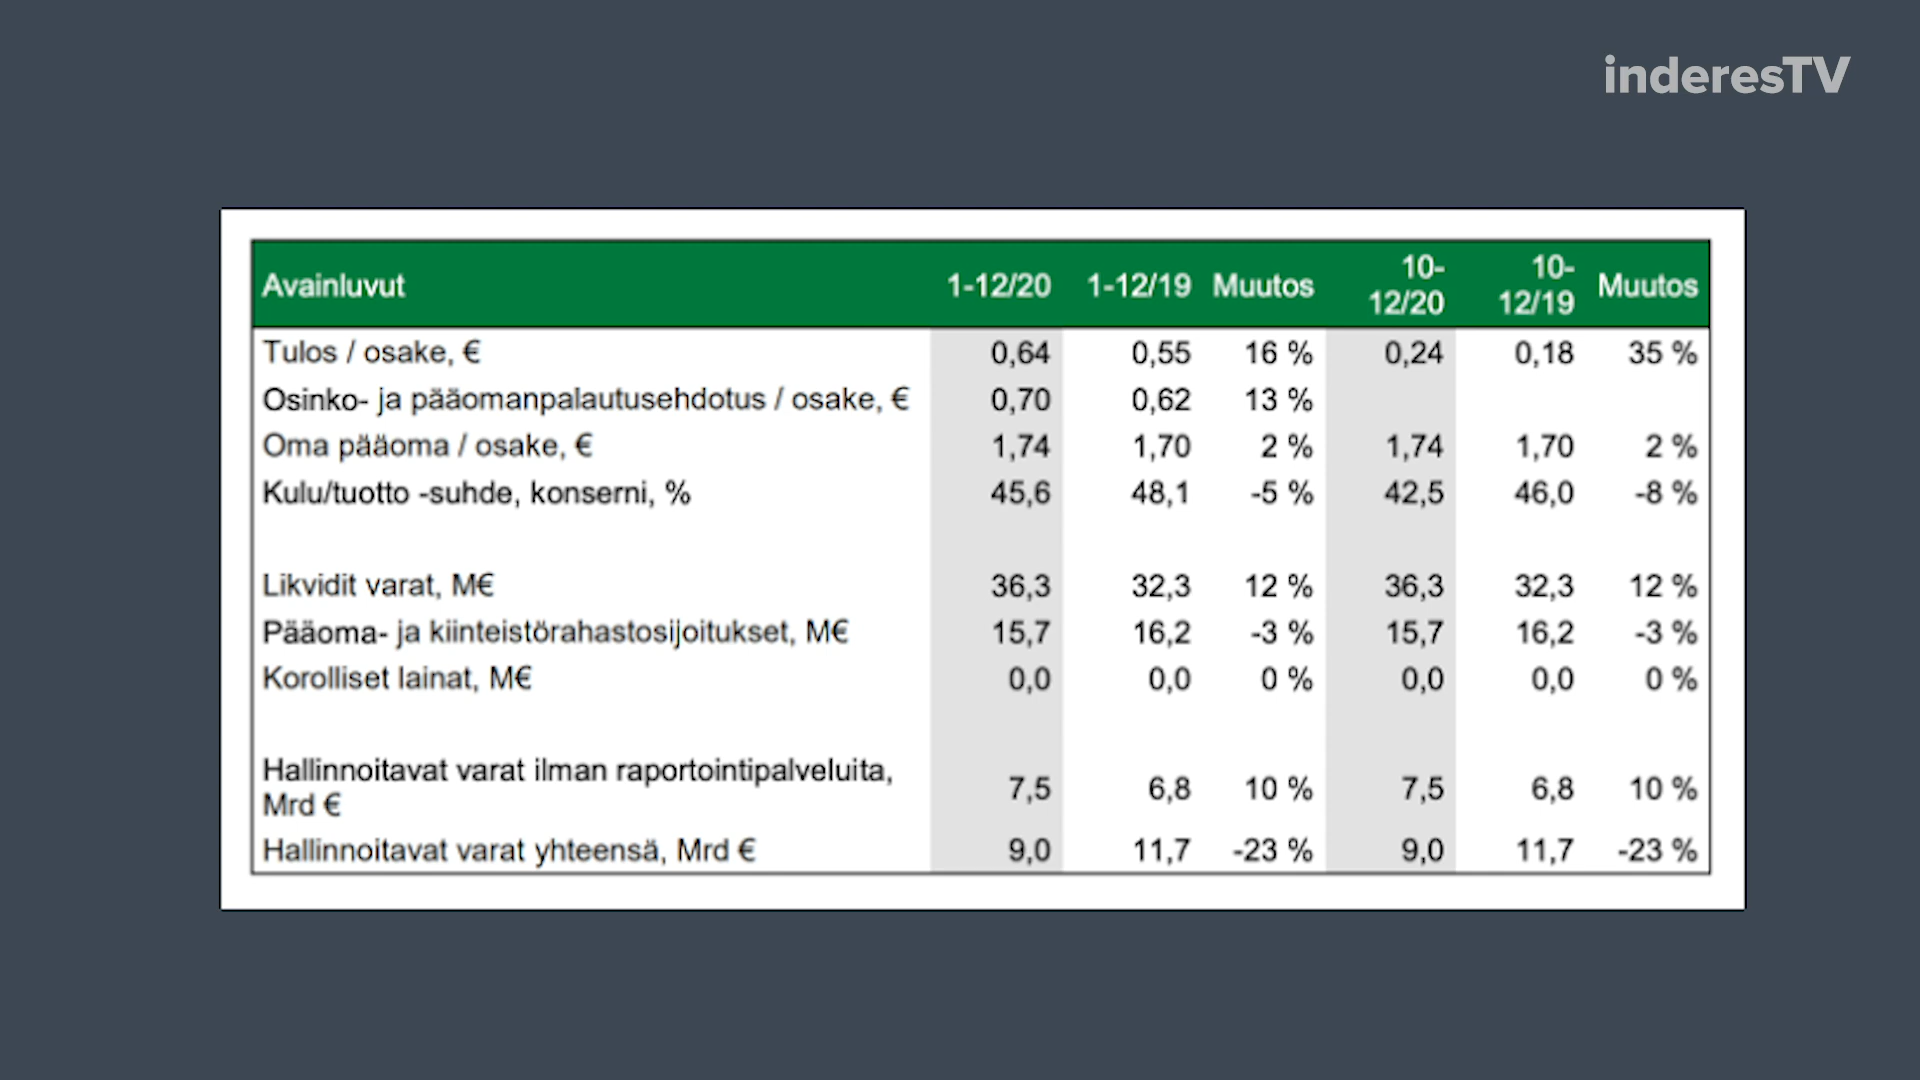 inderesTV
Avainluvut 1-12/20 1-12/19 Muutos 10-12/20 10-12/19 Muutos
Tulos / osake, € 0,64 0,55 16 % 0,24 0,18 35 %
Osinko- ja pääomanpalautusehdotus / osake, € 0,70 0,62 13 %
Oma pääoma / osake, € 1,74 1,70 2 % 1,74 1,70 2 %
Kulu/tuotto -suhde, konserni, % 45,6 48,1 -5 % 42,5 46,0 -8 %
Likvidit varat, M€ 36,3 32,3 12 % 36,3 32,3 12 %
Pääoma- ja kiinteistörahastosijoitukset, M€ 15,7 16,2 -3 % 15,7 16,2 -3 %
Korolliset lainat, M€ 0,0 0,0 0 % 0,0 0,0 0 %
Hallinnoitavat varat ilman raportointipalveluita,
Mrd € 7,5 6,8 10 % 7,5 6,8 10 %
Hallinnoitavat varat yhteensä, Mrd € 9,0 11,7 -23 % 9,0 11,7 -23 %